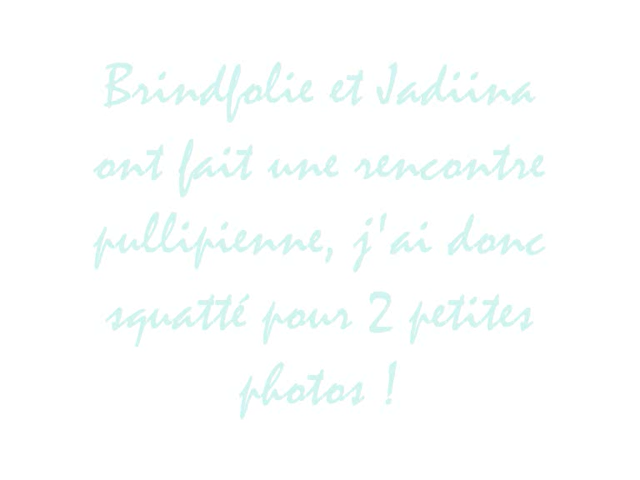 Brindfolie et Jadiina
ont fait une rencontre
pullipienne, j'ai donc
squatté pour 2 petites
photos !